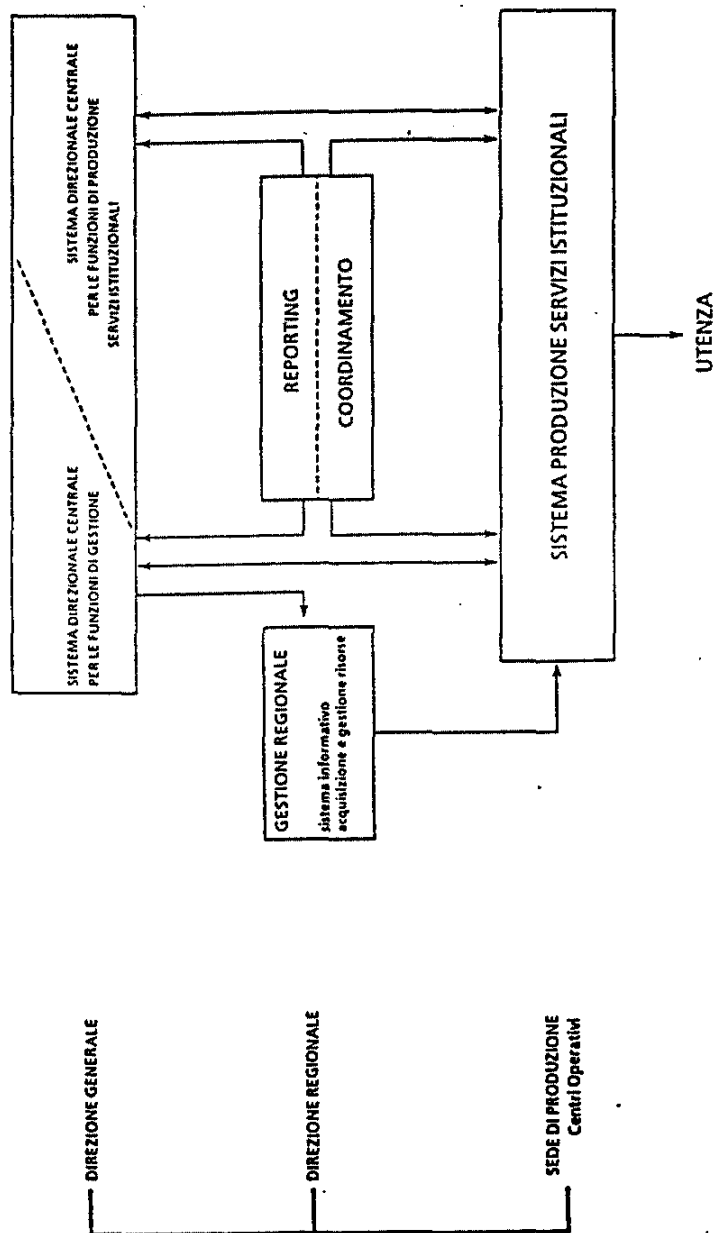 DIREZIONE GENERALE
SISTEMA DIREZIONALE CENTRALE
PER LE FUNZIONI DI GESTIONE
SISTEMA DIREZIONALE CENTRALE
PER LE FUNZIONI DI PRODUZIONE
SERVIZI ISTITUZIONALI
DIREZIONE REGIONALE
GESTIONE REGIONALE
sistema informativo
acquisizione e gestione risorse
REPORTING
COORDINAMENTO
SEDE DI PRODUZIONE
Centri Operativi
SISTEMA PRODUZIONE SERVIZI ISTITUZIONALI
UTENZA